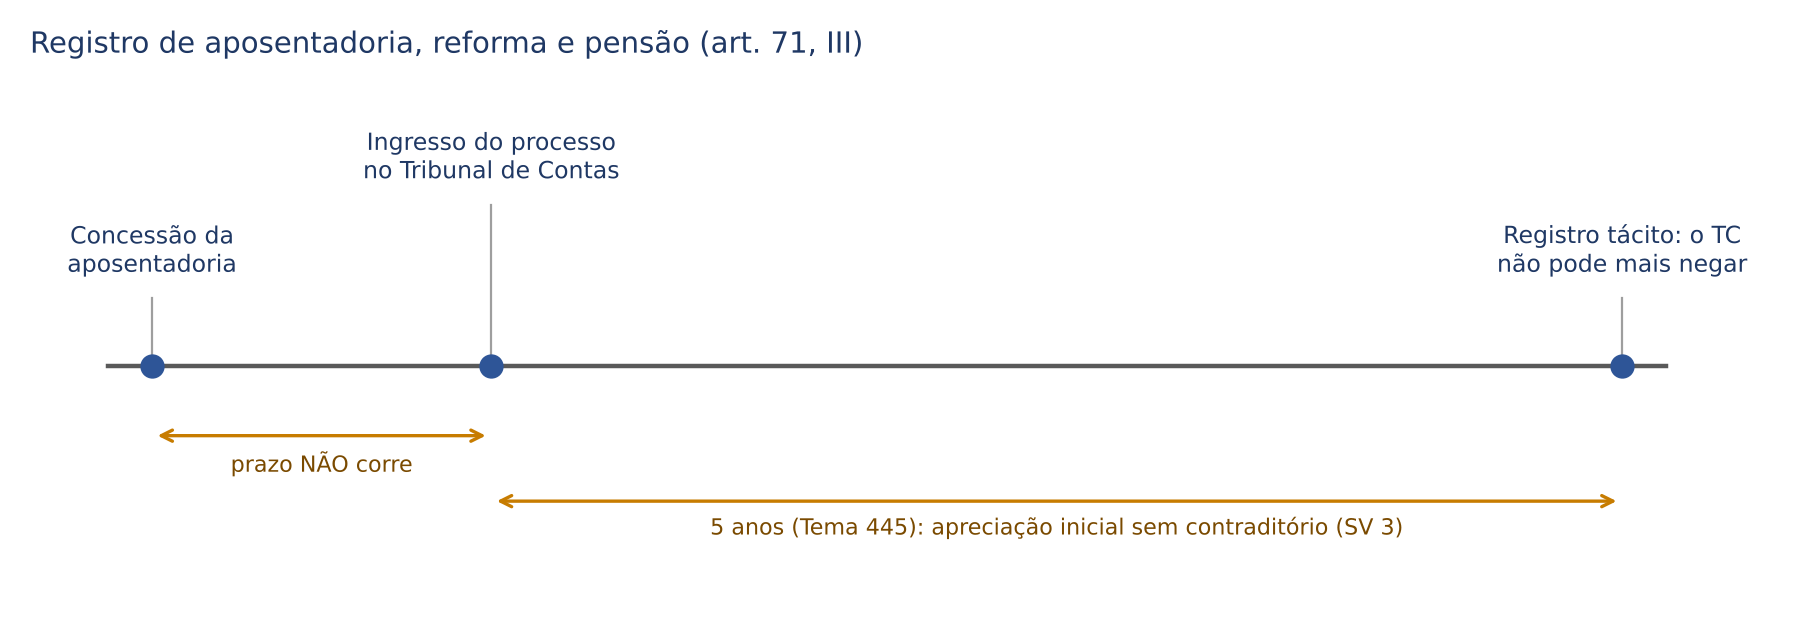 Registro de aposentadoria, reforma e pensão (art. 71, III)
Ingresso do processo
no Tribunal de Contas
Concessão da
aposentadoria
Registro tácito: o TC
não pode mais negar
prazo NÃO corre
5 anos (Tema 445): apreciação inicial sem contraditório (SV 3)